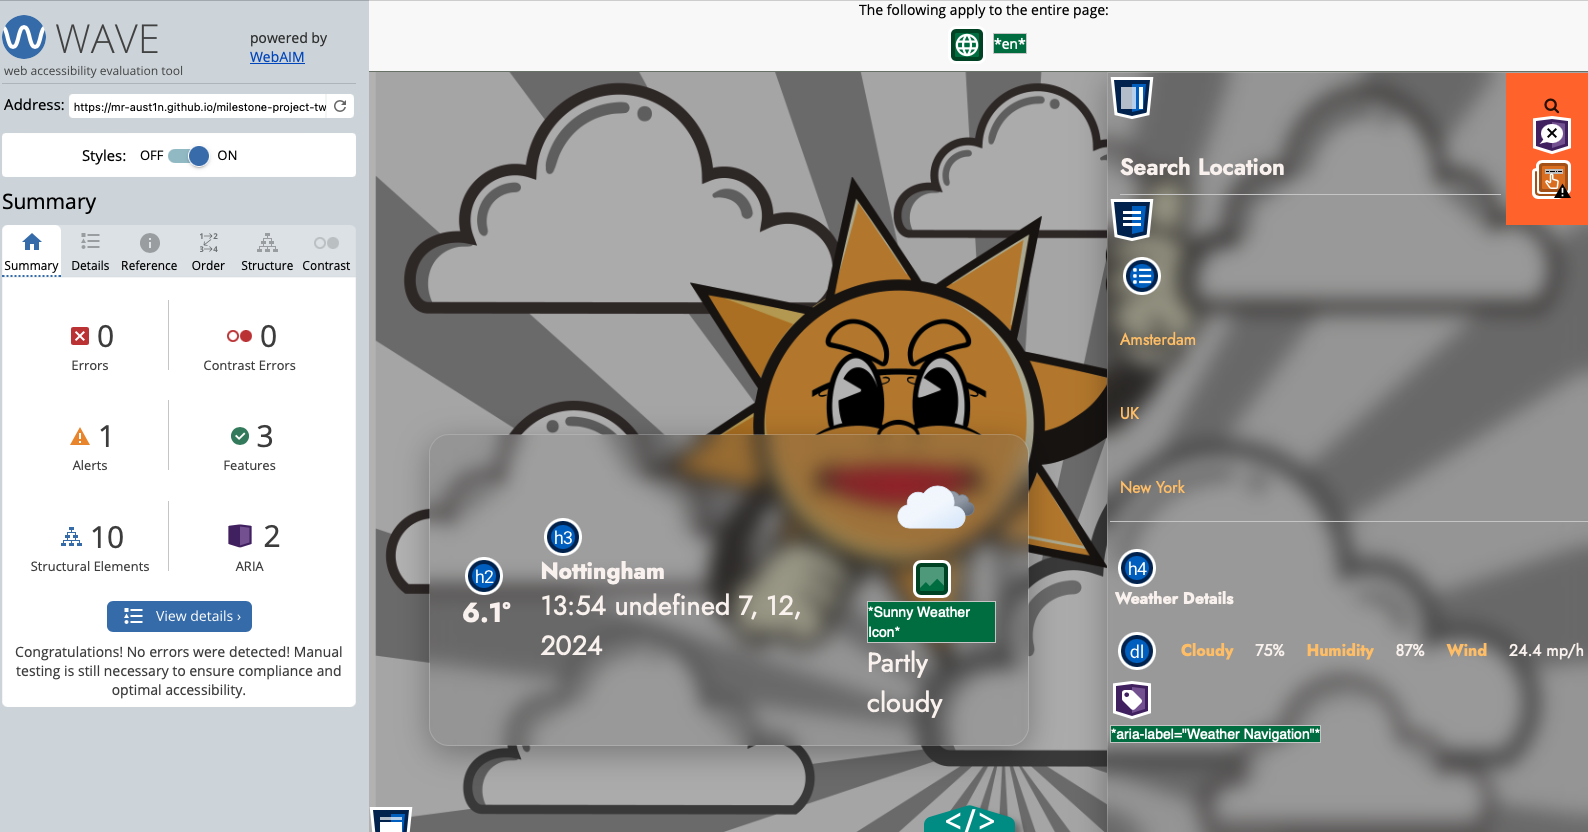 WAVE
web accessibility evaluation tool
powered by
WebAIM
Address:
https://mr-aust1n.github.io/milestone-project-tw
Styles: OFF ON
Summary
Summary Details Reference Order Structure Contrast
0
Errors
0
Contrast Errors
1
Alerts
3
Features
10
Structural Elements
2
ARIA
View details ›
Congratulations! No errors were detected! Manual
testing is still necessary to ensure compliance and
optimal accessibility.
The following apply to the entire page:
*en*
h2
6.1°
h3
Nottingham
13:54 undefined 7, 12,
2024
*Sunny Weather
Icon*
Partly
cloudy
</>
Search Location
Amsterdam
UK
New York
h4
Weather Details
dl
Cloudy 75% Humidity 87% Wind 24.4 mp/h
*aria-label="Weather Navigation"*